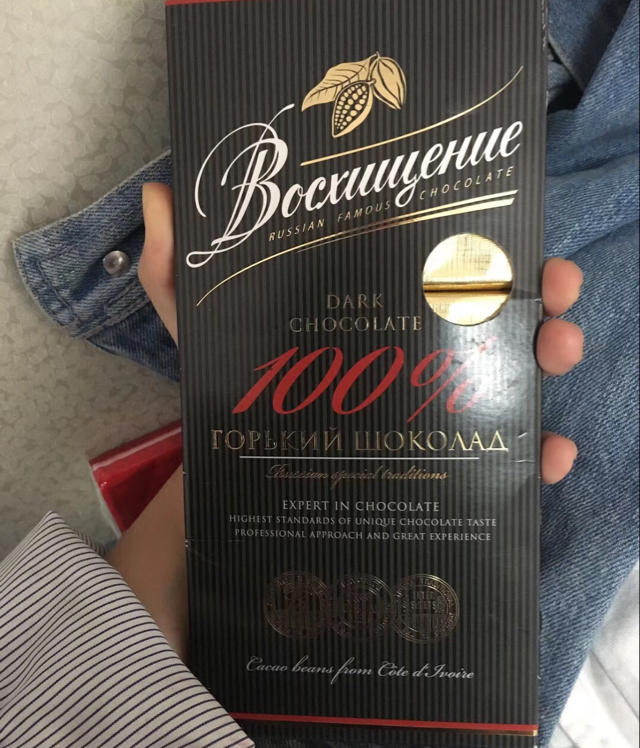 Восхищение
RUSSIAN FAMOUS CHOCOLATE
DARK
CHOCOLATE
100%
ГОРЬКИЙ ШОКОЛАД
Russian special traditions
EXPERT IN CHOCOLATE
HIGHEST STANDARDS OF UNIQUE CHOCOLATE TASTE
PROFESSIONAL APPROACH AND GREAT EXPERIENCE
Cacao beans from Côte d'Ivoire